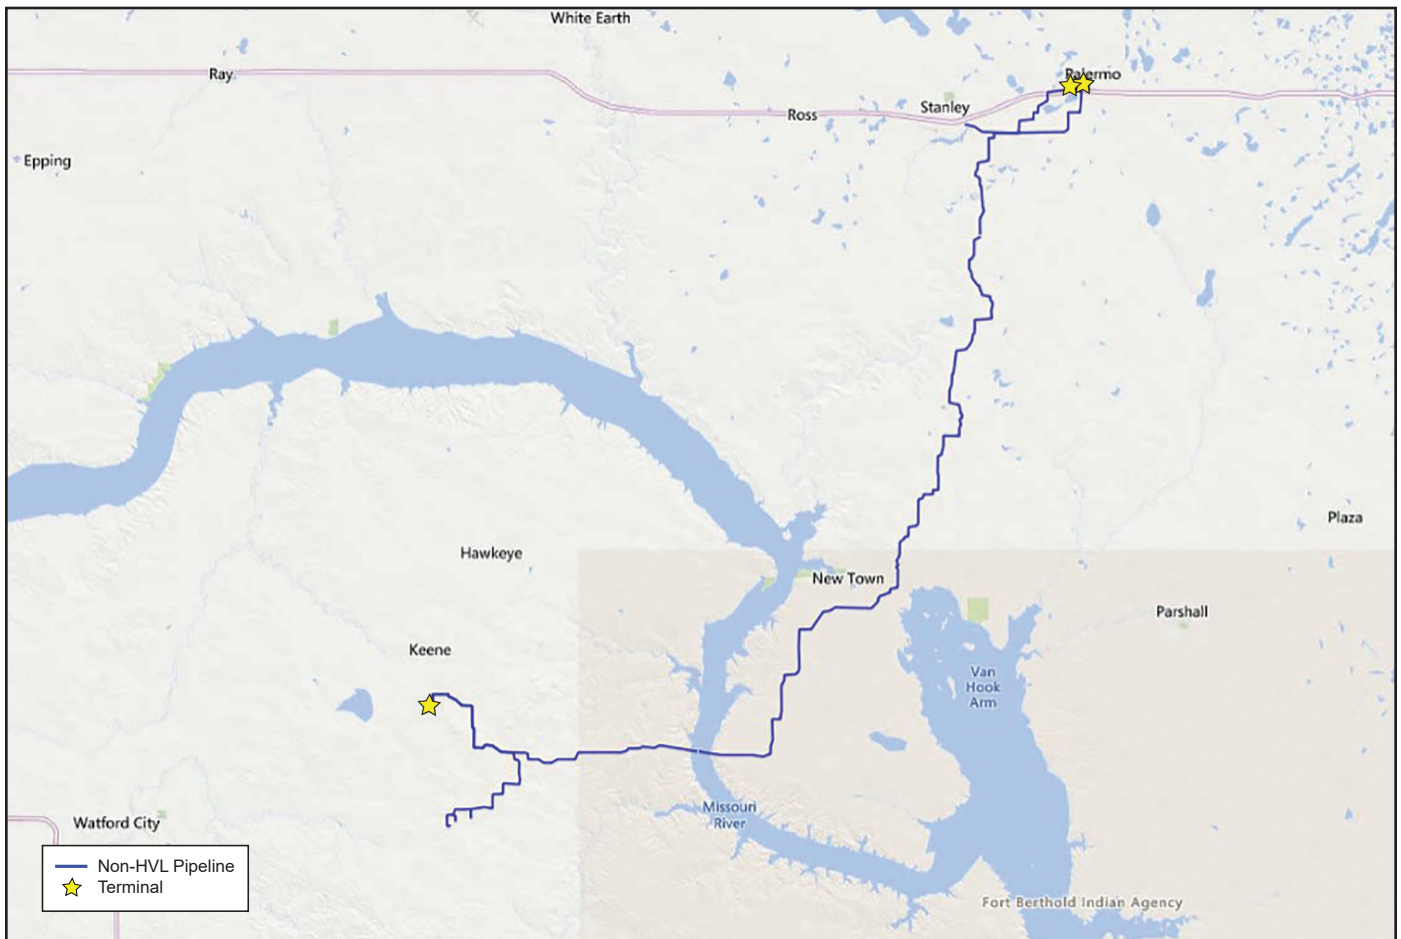 White Earth
Ray
Palermo
Stanley
Ross
Epping
Plaza
Hawkeye
New Town
Parshall
Keene
Van
Hook
Arm
Missouri
River
Watford City
Non-HVL Pipeline
Terminal
Fort Berthold Indian Agency